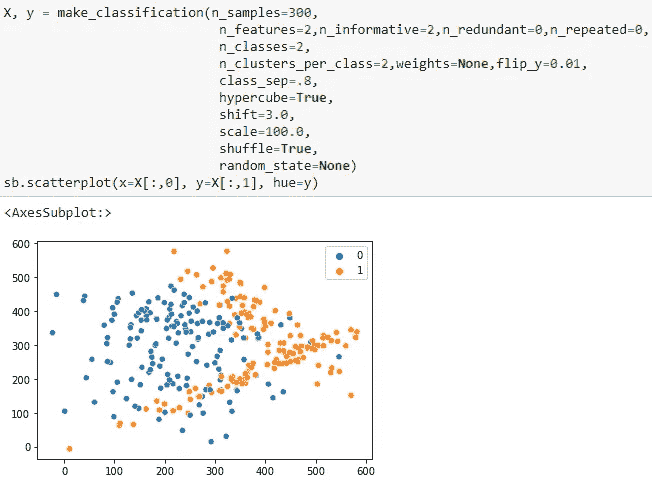 X, y = make_classification(n_samples=300,
n_features=2,n_informative=2,n_redundant=0,n_repeated=0,
n_classes=2,
n_clusters_per_class=2,weights=None,flip_y=0.01,
class_sep=.8,
hypercube=True,
shift=3.0,
scale=100.0,
shuffle=True,
random_state=None)
sb.scatterplot(x=X[:,0], y=X[:,1], hue=y)
<AxesSubplot:>
600
500
400
300
200
100
0
0
1
0 100 200 300 400 500 600